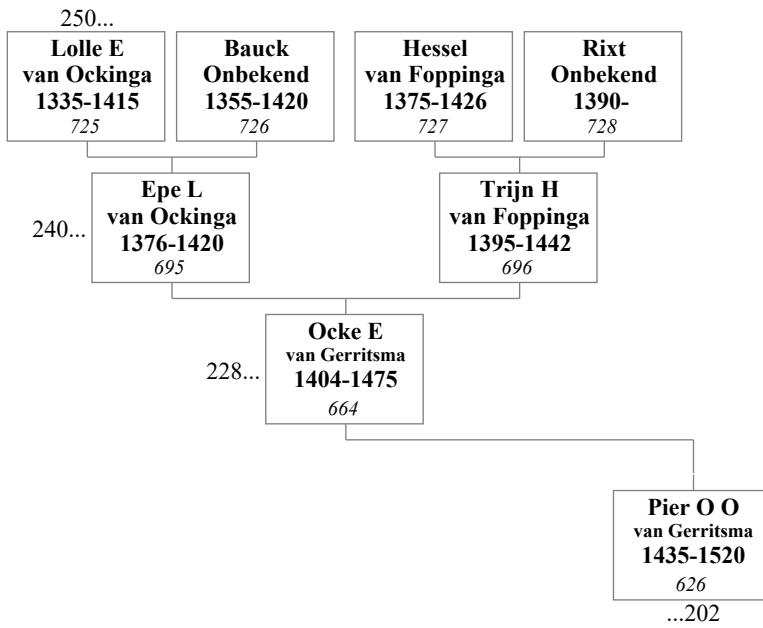 250...
Lolle E
van Ockinga
1335-1415
725
Bauck
Onbekend
1355-1420
726
Hessel
van Foppinga
1375-1426
727
Rixt
Onbekend
1390-
728
240...
Epe L
van Ockinga
1376-1420
695
Trijn H
van Foppinga
1395-1442
696
228...
Ocke E
van Gerritsma
1404-1475
664
Pier O O
van Gerritsma
1435-1520
626
...202